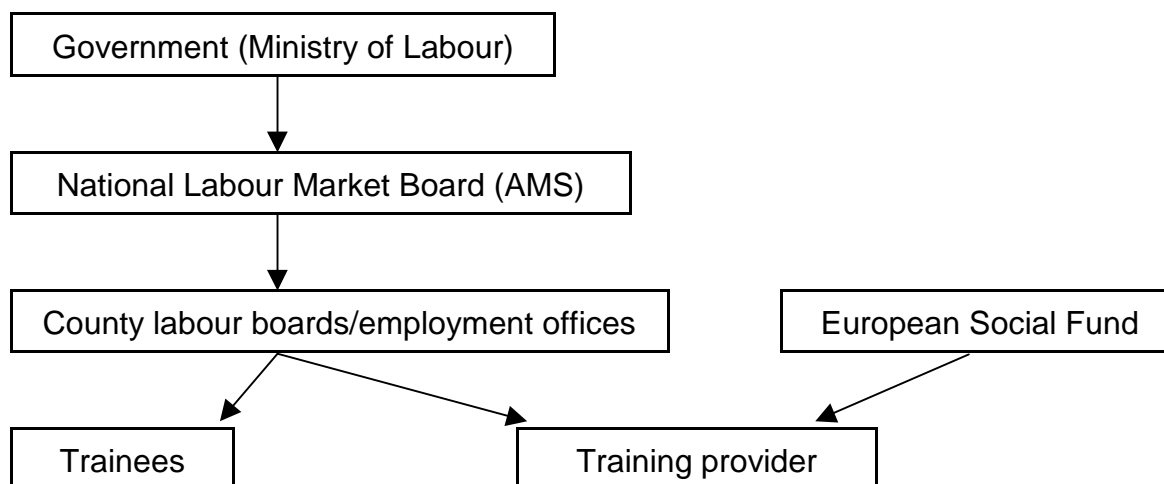 Government (Ministry of Labour)
National Labour Market Board (AMS)
County labour boards/employment offices
European Social Fund
Trainees
Training provider